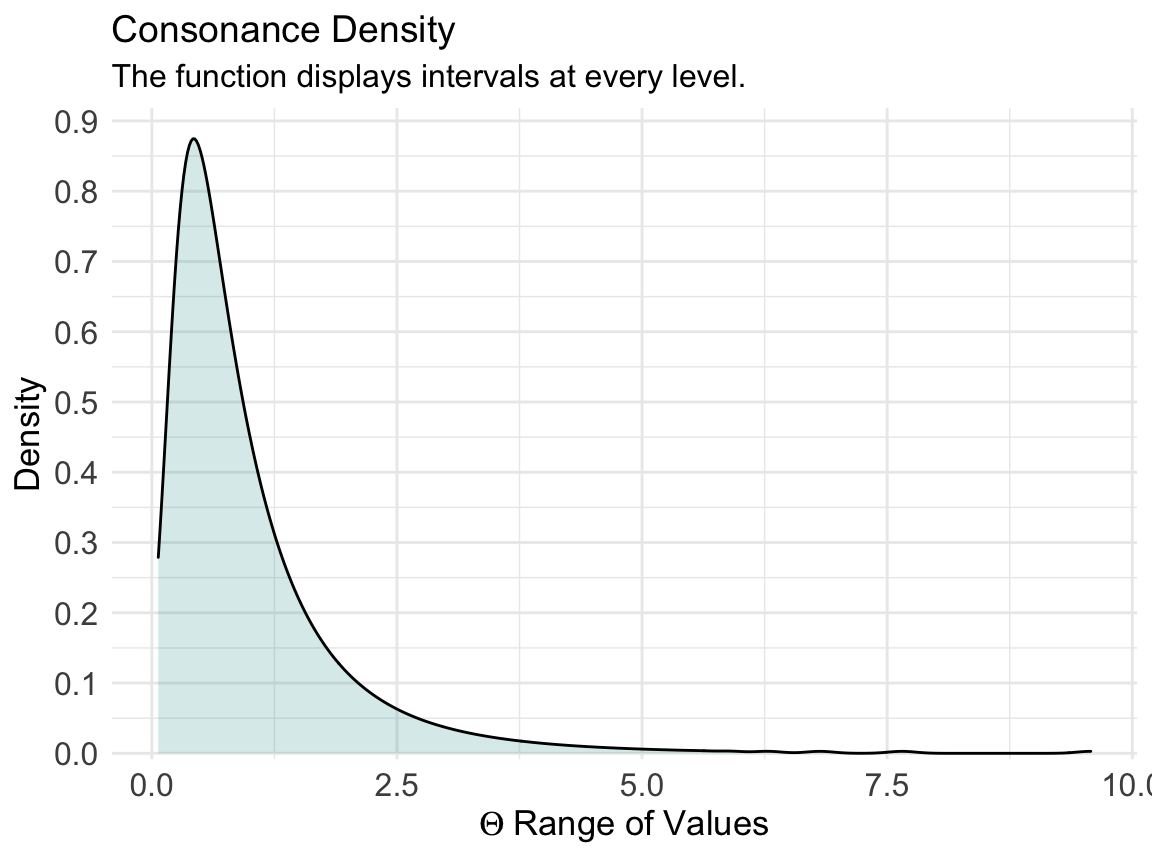 Consonance Density
The function displays intervals at every level.
0.9
0.8
0.7
0.6
0.5
0.4
0.3
0.2
0.1
0.0
Density
0.0 2.5 5.0 7.5 10.0
Θ Range of Values